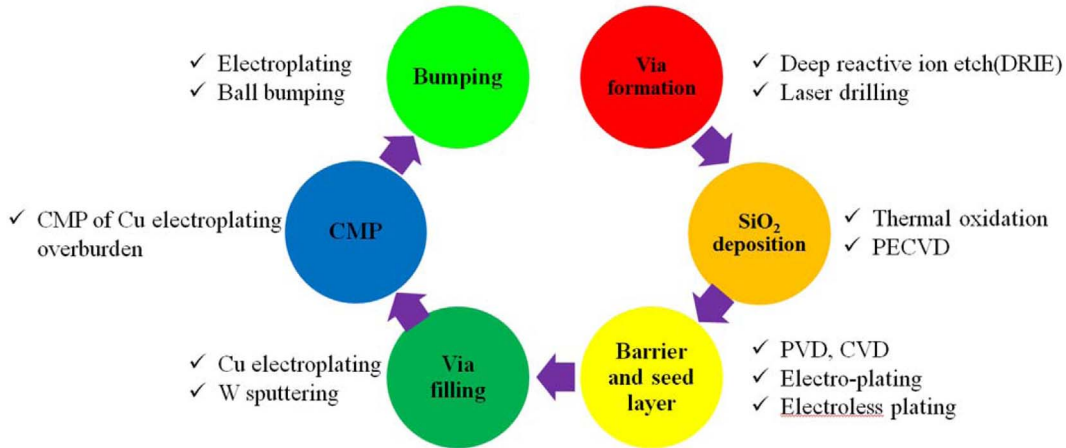 Via
formation
✓ Deep reactive ion etch(DRIE)
✓ Laser drilling
SiO₂
deposition
✓ Thermal oxidation
✓ PECVD
Barrier
and seed
layer
✓ PVD, CVD
✓ Electro-plating
✓ Electroless plating
Via
filling
✓ Cu electroplating
✓ W sputtering
CMP
✓ CMP of Cu electroplating
overburden
Bumping
✓ Electroplating
✓ Ball bumping